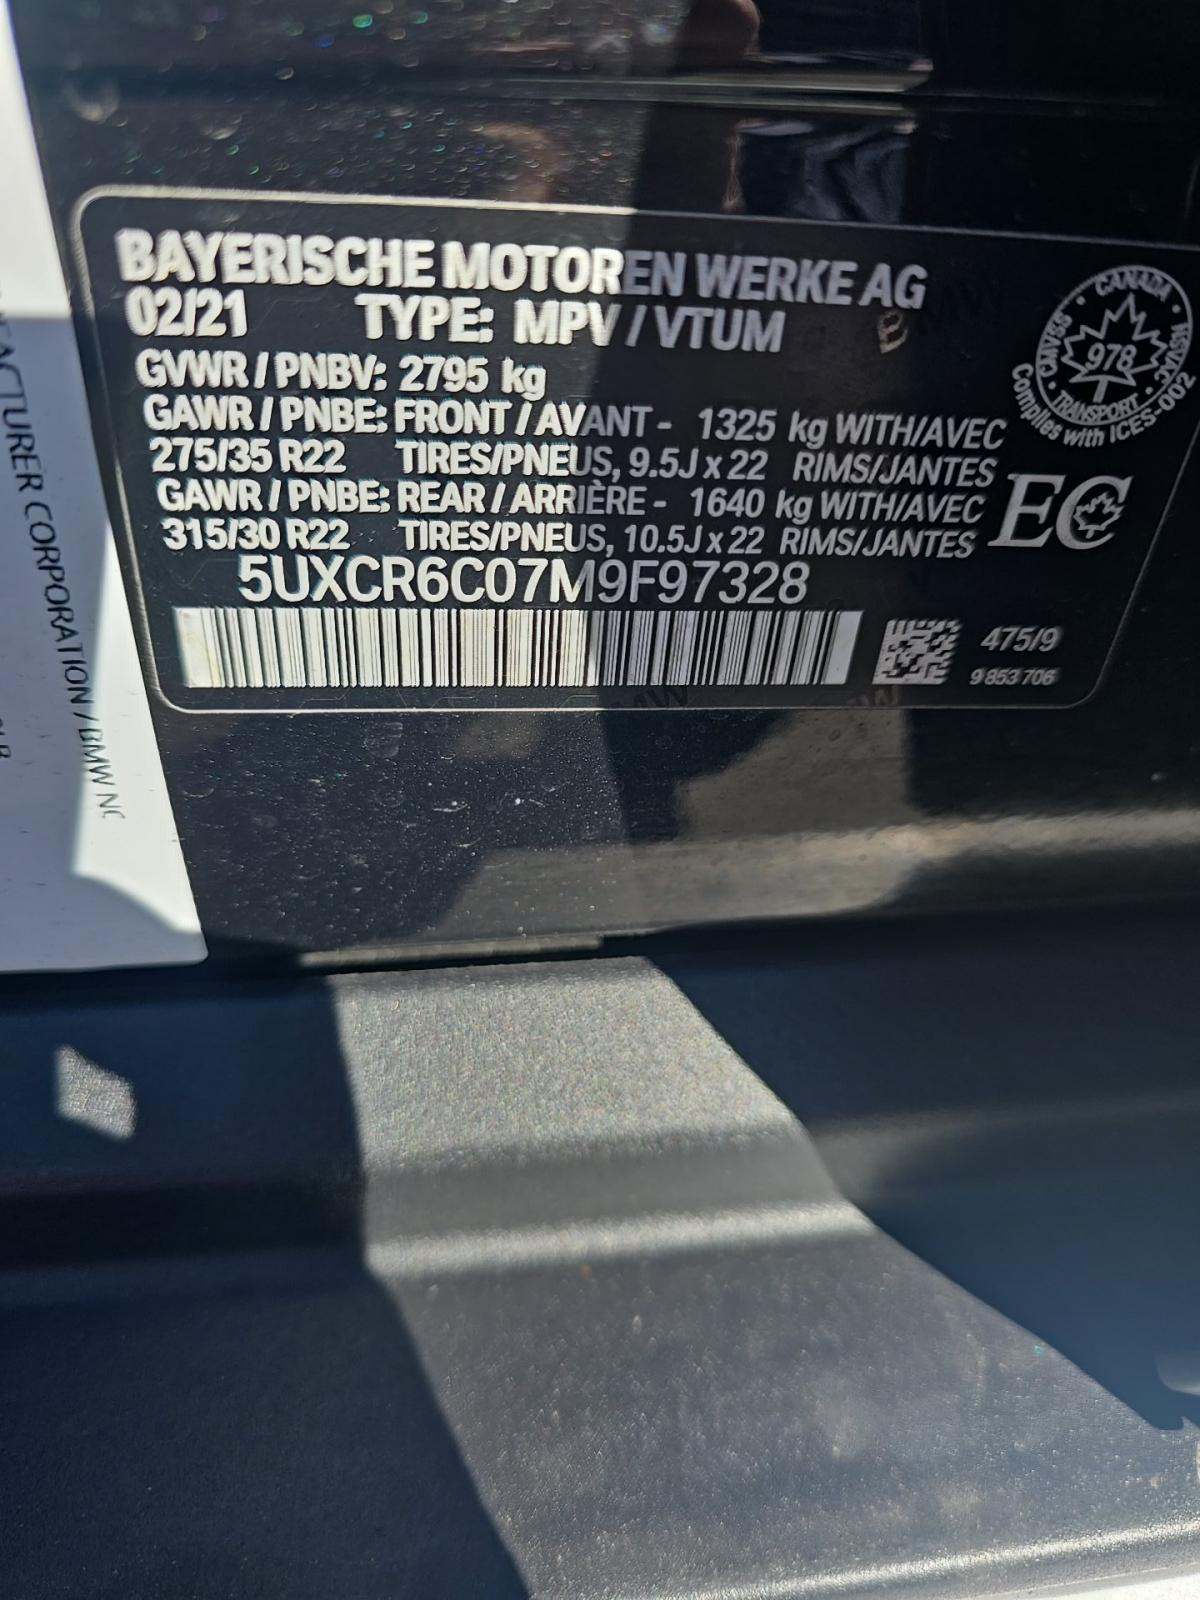 BAYERISCHE MOTOREN WERKE AG
02/21 TYPE: MPV / VTUM
GVWR / PNBV: 2795 kg
GAWR / PNBE: FRONT / AVANT - 1325 kg WITH/AVEC
275/35 R22 TIRES/PNEUS, 9.5J x 22 RIMS/JANTES
GAWR / PNBE: REAR / ARRIÈRE - 1640 kg WITH/AVEC
315/30 R22 TIRES/PNEUS, 10.5J x 22 RIMS/JANTES
5UXCR6C07M9F97328
475/9
9 853 706
CANADA
CMVSS
978
NSVAC
TRANSPORT
Complies with ICES-002
EC
FACTURER CORPORATION / BMW NC